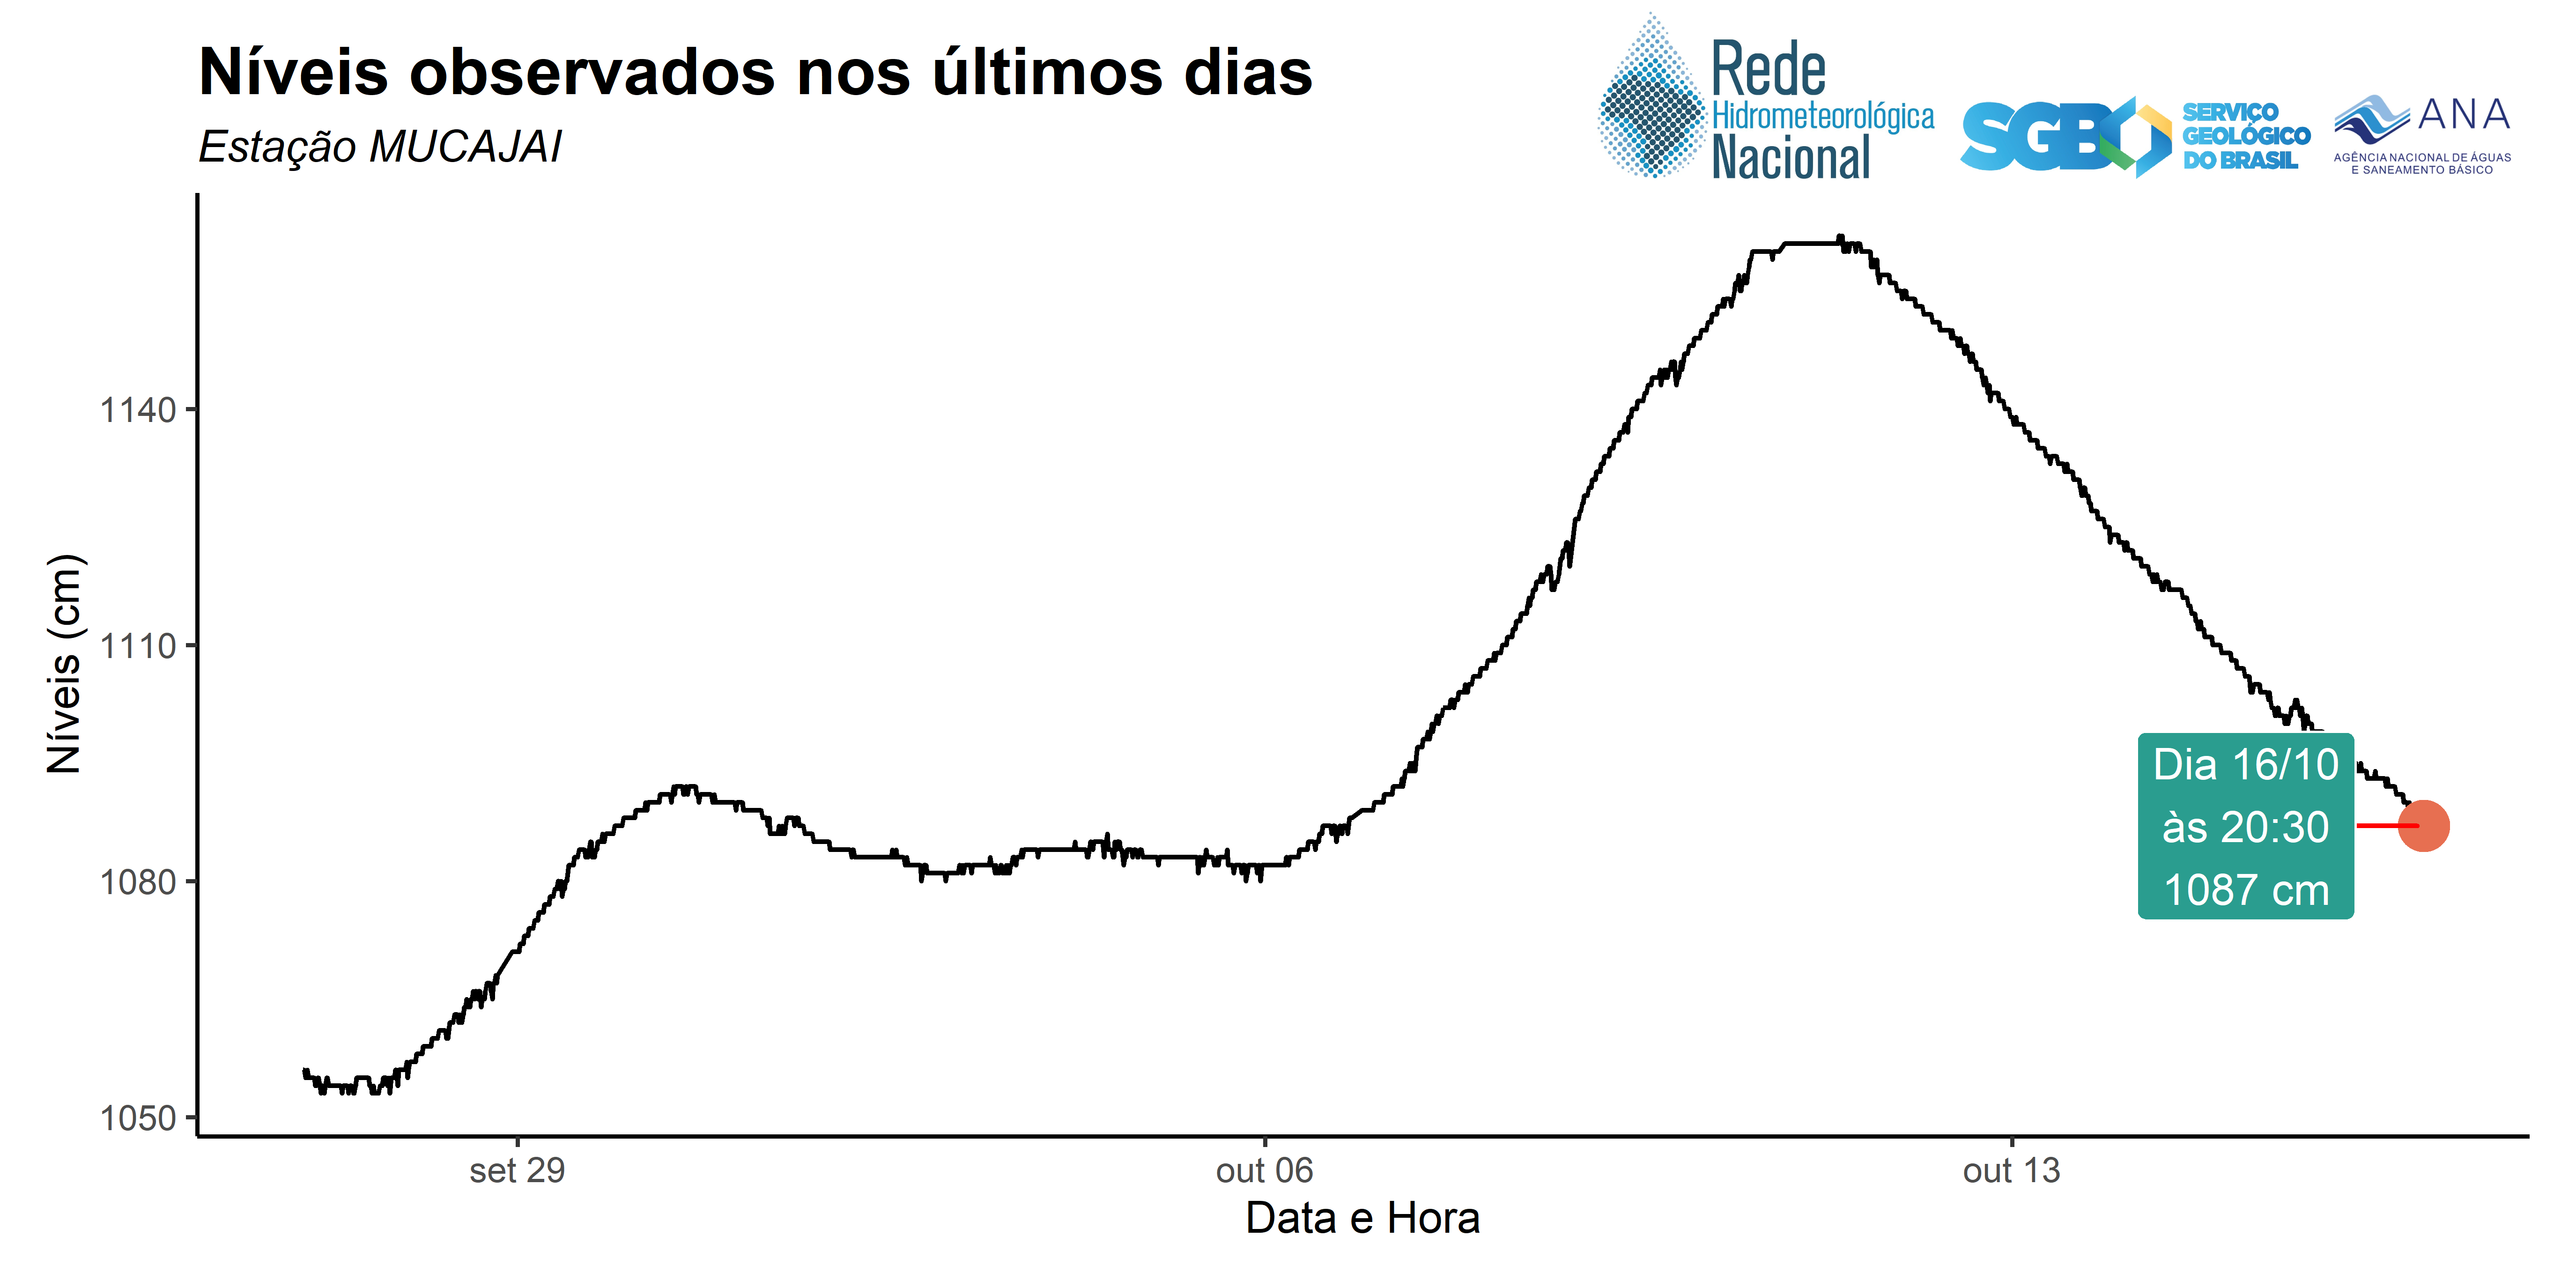 Níveis observados nos últimos dias
Estação MUCAJAI
Rede
Hidrometeorológica
Nacional
SGB
SERVIÇO
GEOLÓGICO
DO BRASIL
ANA
AGÊNCIA NACIONAL DE ÁGUAS
E SANEAMENTO BÁSICO
Níveis (cm)
1140
1110
1080
1050
Dia 16/10
às 20:30
1087 cm
set 29
out 06
out 13
Data e Hora